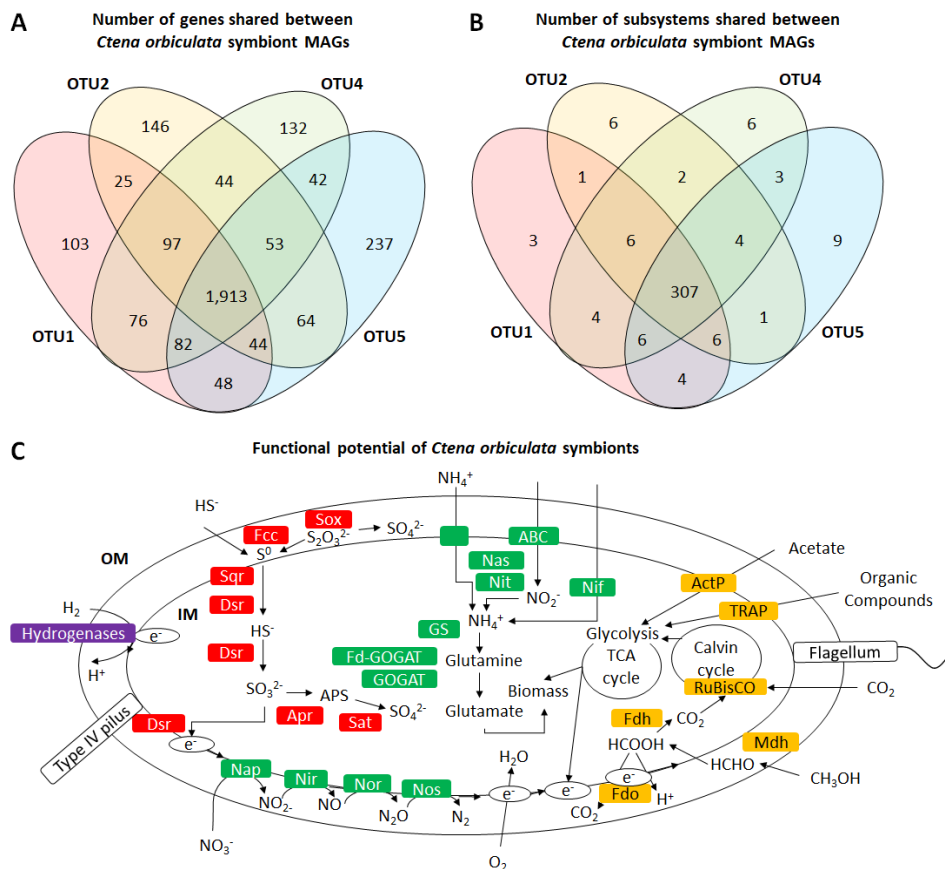 A
Number of genes shared between
Ctena orbiculata symbiont MAGs
OTU2
OTU4
146
132
25
44
42
103
97
53
237
1,913
OTU1
76
64
OTU5
82
44
48
B
Number of subsystems shared between
Ctena orbiculata symbiont MAGs
OTU2
OTU4
6
6
1
2
3
3
6
4
9
307
OTU1
4
1
OTU5
6
6
4
C
Functional potential of Ctena orbiculata symbionts
NH₄⁺
HS⁻
Sox
Fcc
S₂O₃²⁻
SO₄²⁻
ABC
OM
S⁰
Acetate
Sqr
Nas
Nit
Nif
ActP
Organic
Compounds
Dsr
NO₂⁻
TRAP
H₂
IM
Hydrogenases
e⁻
HS⁻
GS
NH₄⁺
Glycolysis
TCA
cycle
Calvin
cycle
Flagellum
Dsr
Fd-GOGAT
Glutamine
H⁺
GOGAT
RuBisCO
SO₃²⁻
APS
Biomass
CO₂
Glutamate
Type IV pilus
Dsr
Apr
Sat
SO₄²⁻
Fdh
CO₂
e⁻
H₂O
HCOOH
Mdh
HCHO
CH₃OH
Nap
Nir
Nor
Nos
e⁻
e⁻
e⁻
NO₂₋
NO
N₂O
N₂
Fdo
H⁺
CO₂
NO₃⁻
O₂